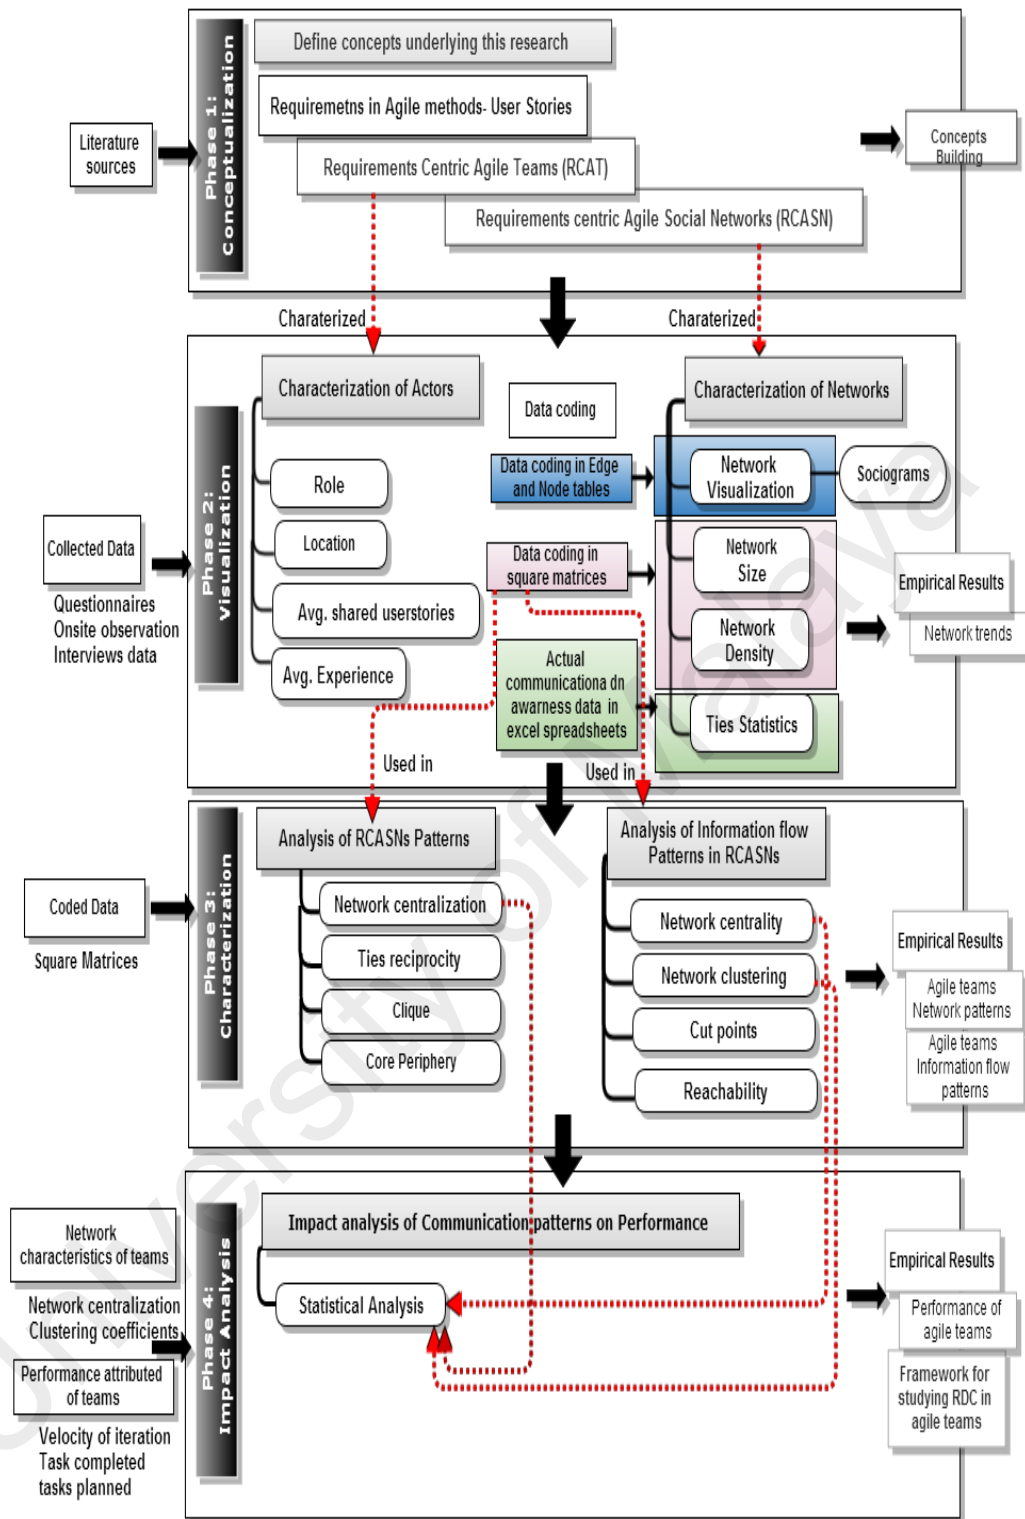 Phase 1:
Conceptualization
Define concepts underlying this research
Requiremetns in Agile methods- User Stories
Requirements Centric Agile Teams (RCAT)
Requirements centric Agile Social Networks (RCASN)
Literature
sources
Concepts
Building
Charaterized
Charaterized
Phase 2:
Visualization
Characterization of Actors
Role
Location
Avg. shared userstories
Avg. Experience
Data coding
Data coding in Edge
and Node tables
Data coding in
square matrices
Actual
communicationa dn
awarness data in
excel spreadsheets
Characterization of Networks
Network
Visualization
Sociograms
Network
Size
Network
Density
Ties Statistics
Collected Data
Questionnaires
Onsite observation
Interviews data
Empirical Results
Network trends
Used in
Used in
Phase 3:
Characterization
Analysis of RCASNs Patterns
Network centralization
Ties reciprocity
Clique
Core Periphery
Analysis of Information flow
Patterns in RCASNs
Network centrality
Network clustering
Cut points
Reachability
Coded Data
Square Matrices
Empirical Results
Agile teams
Network patterns
Agile teams
Information flow
patterns
Phase 4:
Impact Analysis
Impact analysis of Communication patterns on Performance
Statistical Analysis
Network
characteristics of teams
Network centralization
Clustering coefficients
Performance attributed
of teams
Velocity of iteration
Task completed
tasks planned
Empirical Results
Performance of
agile teams
Framework for
studying RDC in
agile teams
University of Malaya